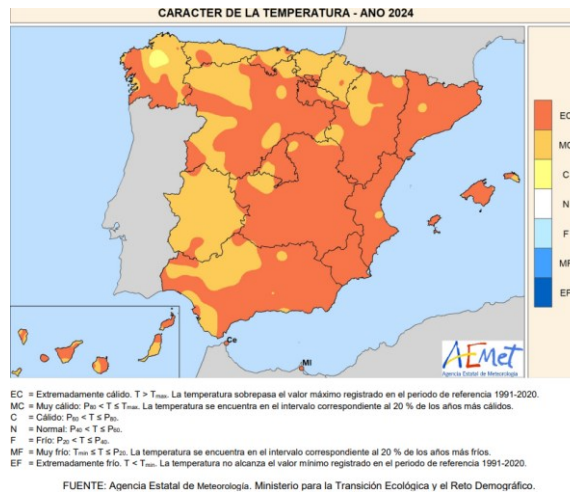 CARACTER DE LA TEMPERATURA - ANO 2024
EC
MC
C
N
F
MF
EF
Ce
Ml
AEmet
Agencia Estatal de Meteorología
EC = Extremadamente cálido. T > Tmax. La temperatura sobrepasa el valor máximo registrado en el periodo de referencia 1991-2020.
MC = Muy cálido: P80 < T ≤ Tmax. La temperatura se encuentra en el intervalo correspondiente al 20 % de los años más cálidos.
C = Cálido: P60 < T ≤ P80.
N = Normal: P40 < T ≤ P60.
F = Frío: P20 < T ≤ P40.
MF = Muy frío: Tmin ≤ T ≤ P20. La temperatura se encuentra en el intervalo correspondiente al 20 % de los años más fríos.
EF = Extremadamente frío. T < Tmin. La temperatura no alcanza el valor mínimo registrado en el periodo de referencia 1991-2020.
FUENTE: Agencia Estatal de Meteorología. Ministerio para la Transición Ecológica y el Reto Demográfico.